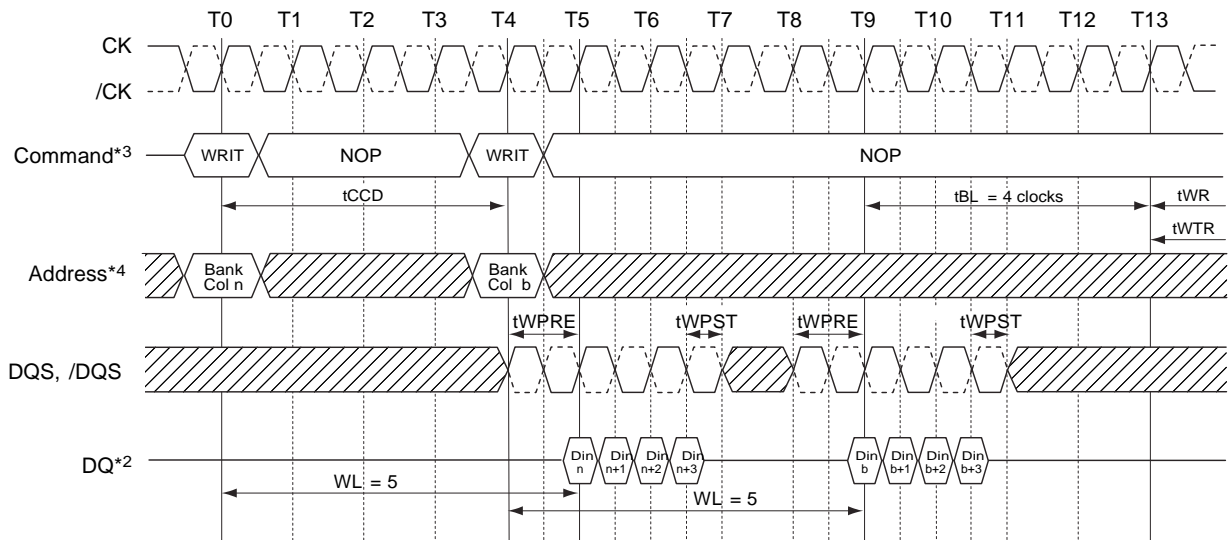 T0 T1 T2 T3 T4 T5 T6 T7 T8 T9 T10 T11 T12 T13
CK
/CK
Command*3 WRIT NOP WRIT NOP
tCCD tBL = 4 clocks tWR
tWTR
Address*4 Bank Col n Bank Col b
tWPRE tWPST tWPRE tWPST
DQS, /DQS
DQ*2 Din n Din n+1 Din n+2 Din n+3 Din b Din b+1 Din b+2 Din b+3
WL = 5
WL = 5